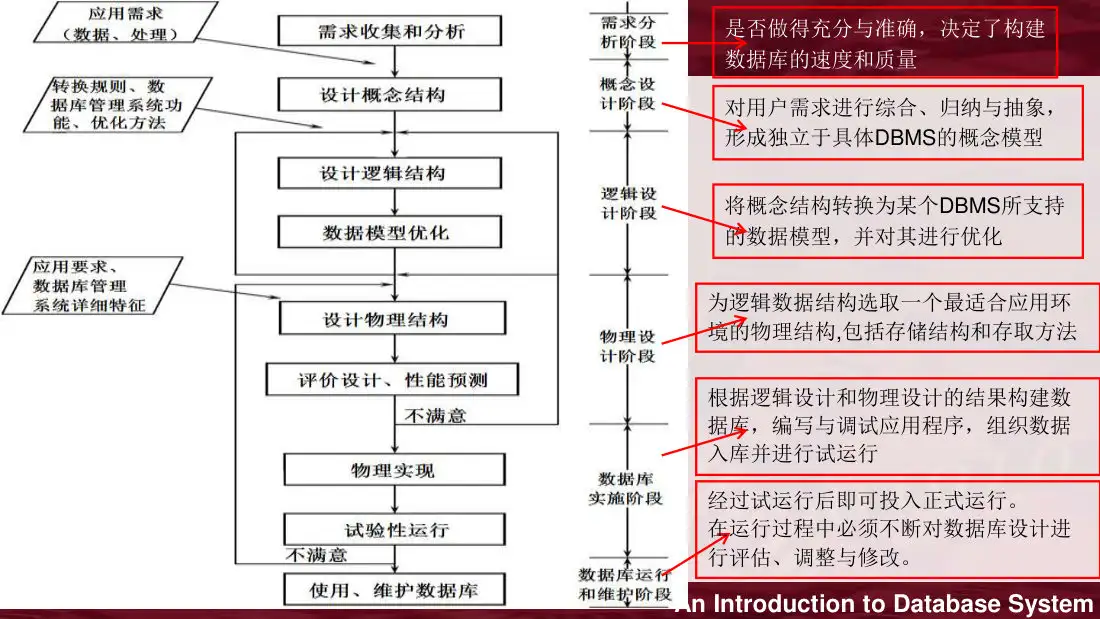 应用需求
（数据、处理）
转换规则、数
据库管理系统功
能、优化方法
应用要求、
数据库管理
系统详细特征
需求收集和分析
设计概念结构
设计逻辑结构
数据模型优化
设计物理结构
评价设计、性能预测
不满意
物理实现
试验性运行
不满意
使用、维护数据库
需求分
析阶段
概念设
计阶段
逻辑设
计阶段
物理设
计阶段
数据库
实施阶段
数据库运行
和维护阶段
是否做得充分与准确，决定了构建
数据库的速度和质量
对用户需求进行综合、归纳与抽象，
形成独立于具体DBMS的概念模型
将概念结构转换为某个DBMS所支持
的数据模型，并对其进行优化
为逻辑数据结构选取一个最适合应用环
境的物理结构,包括存储结构和存取方法
根据逻辑设计和物理设计的结果构建数
据库，编写与调试应用程序，组织数据
入库并进行试运行
经过试运行后即可投入正式运行。
在运行过程中必须不断对数据库设计进
行评估、调整与修改。
An Introduction to Database System